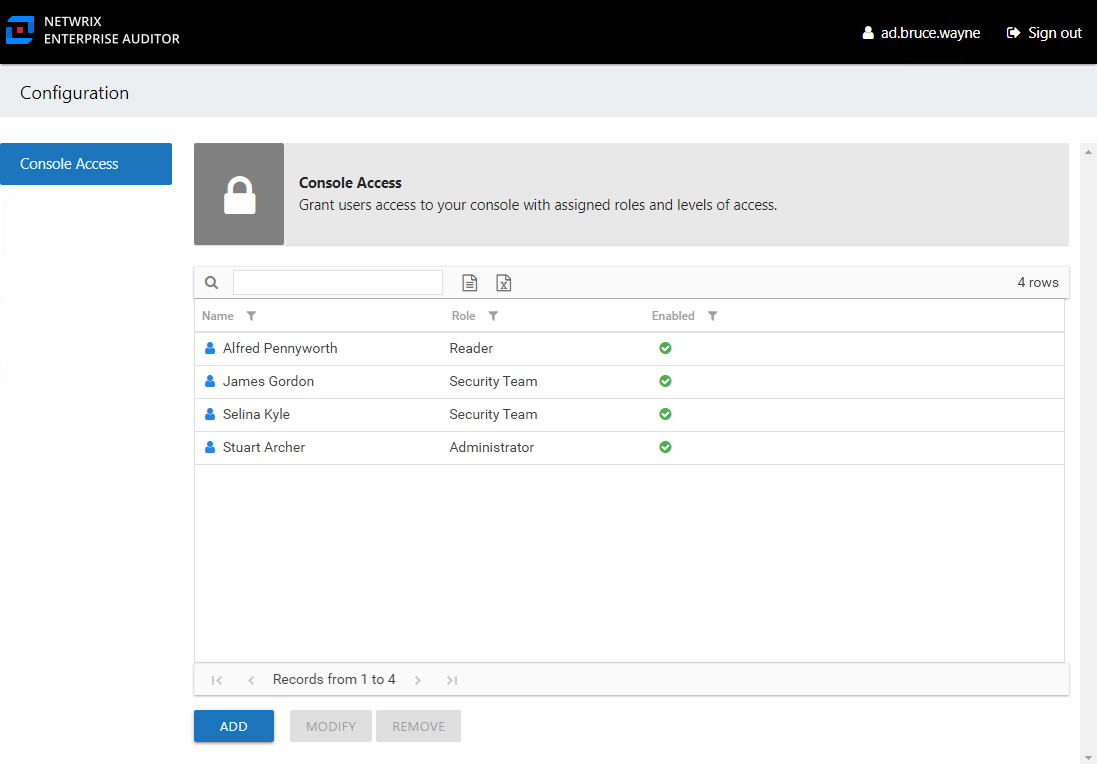 NETWRIX
ENTERPRISE AUDITOR
ad.bruce.wayne
Sign out
Configuration
Console Access
Console Access
Grant users access to your console with assigned roles and levels of access.
4 rows
Name Role Enabled
Alfred Pennyworth Reader
James Gordon Security Team
Selina Kyle Security Team
Stuart Archer Administrator
Records from 1 to 4
ADD MODIFY REMOVE